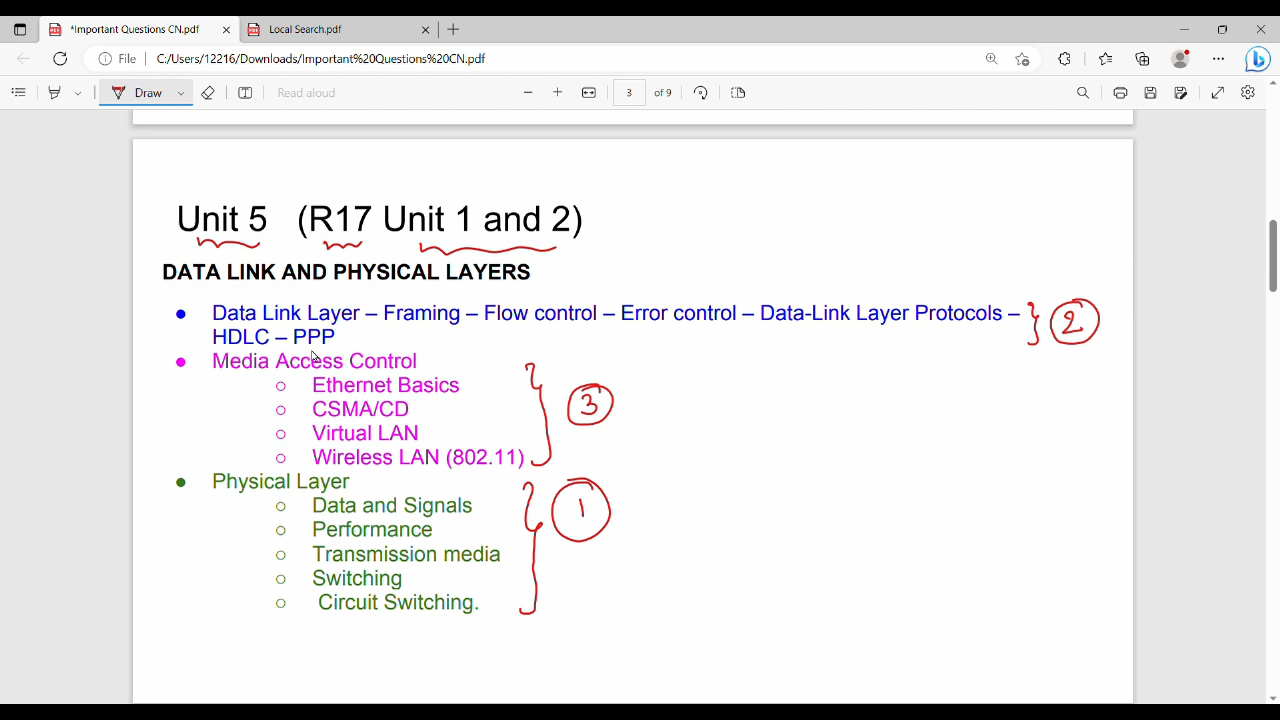 *Important Questions CN.pdf
Local Search.pdf
File
C:/Users/12216/Downloads/Important%20Questions%20CN.pdf
Draw
Read aloud
3 of 9
Unit 5 (R17 Unit 1 and 2)
DATA LINK AND PHYSICAL LAYERS
● Data Link Layer – Framing – Flow control – Error control – Data-Link Layer Protocols –
HDLC – PPP
2
● Media Access Control
○ Ethernet Basics
○ CSMA/CD
3
○ Virtual LAN
○ Wireless LAN (802.11)
● Physical Layer
○ Data and Signals
1
○ Performance
○ Transmission media
○ Switching
○ Circuit Switching.